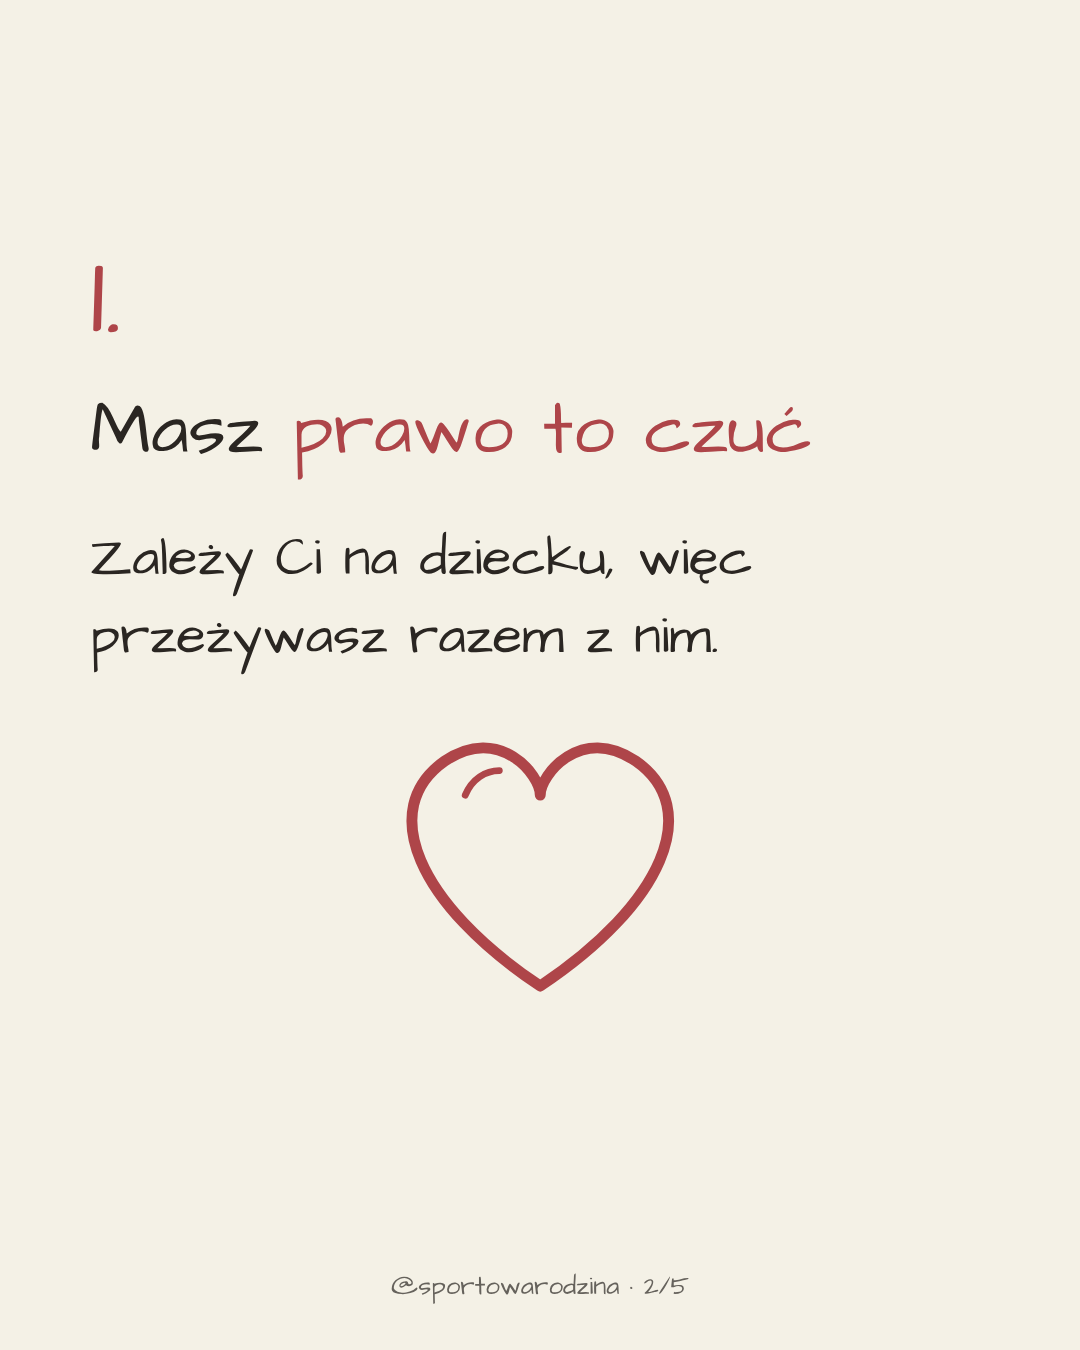 1.
Masz prawo to czuć
Zależy Ci na dziecku, więc
przeżywasz razem z nim.
@sportowarodzina · 2/5